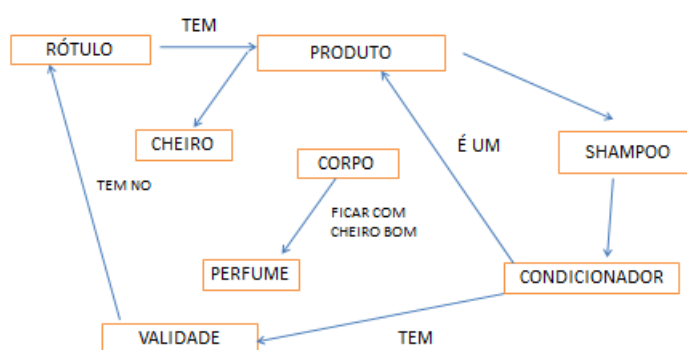 TEM
RÓTULO
PRODUTO
CHEIRO
É UM
SHAMPOO
CORPO
TEM NO
FICAR COM
CHEIRO BOM
PERFUME
CONDICIONADOR
VALIDADE
TEM